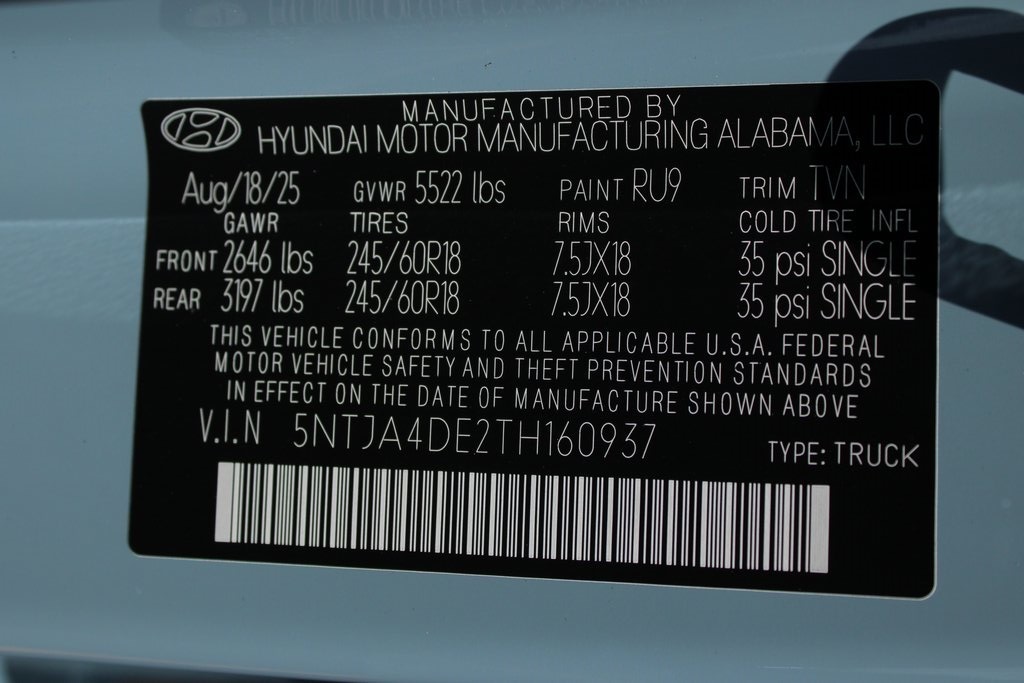 MANUFACTURED BY
HYUNDAI MOTOR MANUFACTURING ALABAMA, LLC
Aug/18/25 GVWR 5522 lbs PAINT RU9 TRIM TVN
GAWR TIRES RIMS COLD TIRE INFL
FRONT 2646 lbs 245/60R18 7.5JX18 35 psi SINGLE
REAR 3197 lbs 245/60R18 7.5JX18 35 psi SINGLE
THIS VEHICLE CONFORMS TO ALL APPLICABLE U.S.A. FEDERAL
MOTOR VEHICLE SAFETY AND THEFT PREVENTION STANDARDS
IN EFFECT ON THE DATE OF MANUFACTURE SHOWN ABOVE
V.I.N 5NTJA4DE2TH160937 TYPE: TRUCK